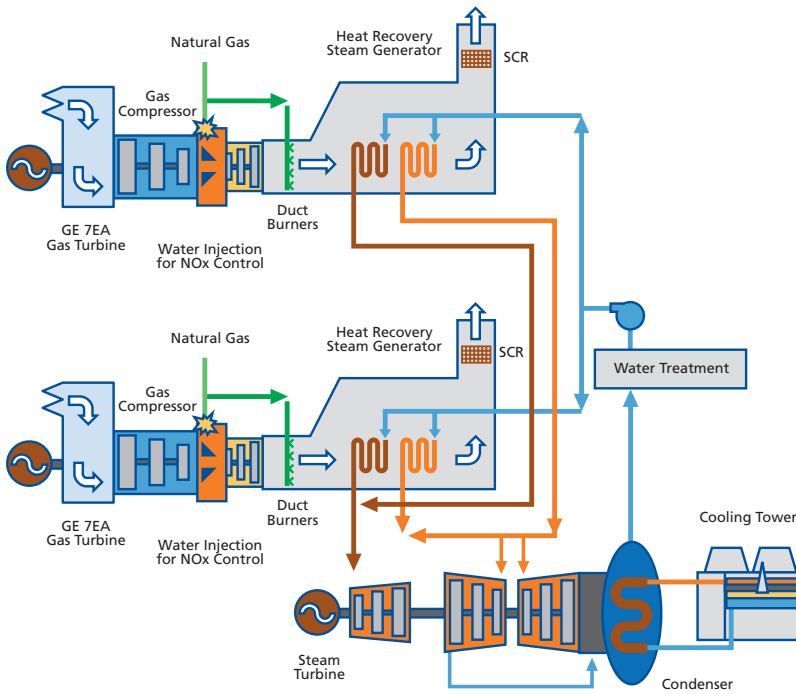 Natural Gas
Heat Recovery
Steam Generator
SCR
Gas
Compressor
GE 7EA
Gas Turbine
Water Injection
for NOx Control
Duct
Burners
Natural Gas
Heat Recovery
Steam Generator
SCR
Water Treatment
Gas
Compressor
GE 7EA
Gas Turbine
Water Injection
for NOx Control
Duct
Burners
Cooling Tower
Steam
Turbine
Condenser